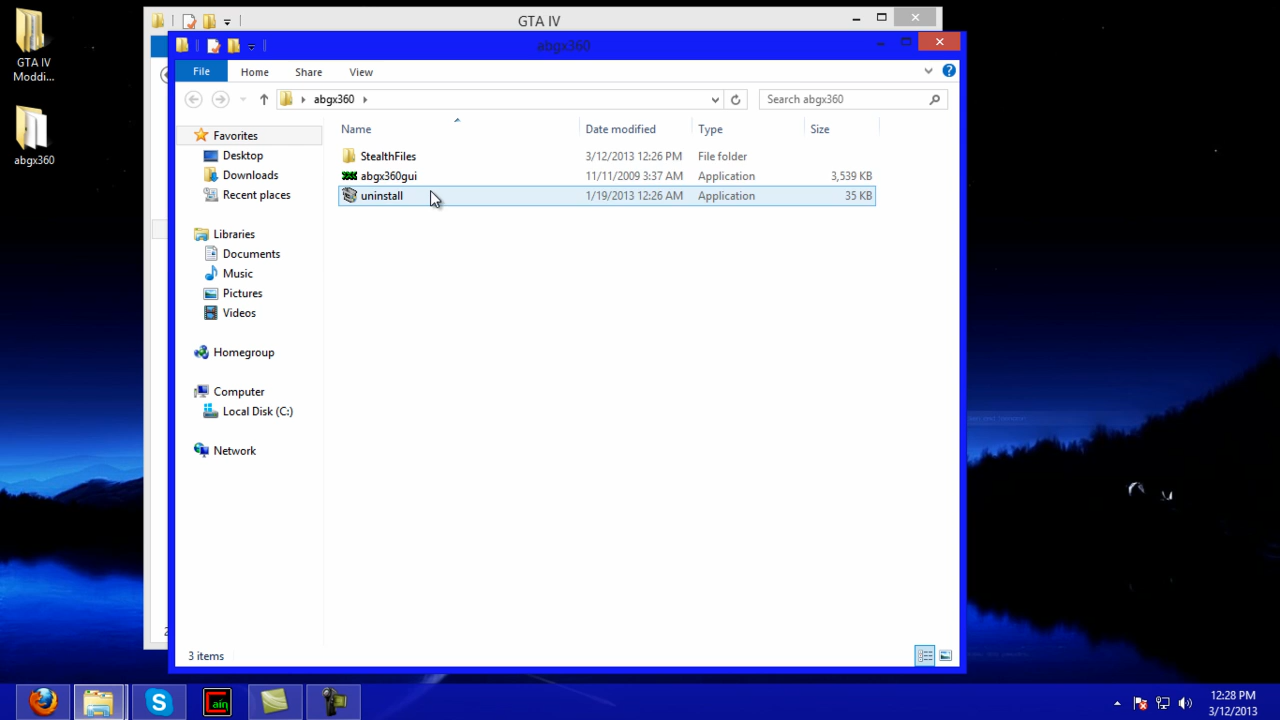 GTA IV
GTA IV
Moddi...
abgx360
abgx360
File
Home
Share
View
abgx360
Search abgx360
Name
Date modified
Type
Size
StealthFiles
3/12/2013 12:26 PM
File folder
abgx360gui
11/11/2009 3:37 AM
Application
3,539 KB
uninstall
1/19/2013 12:26 AM
Application
35 KB
Favorites
Desktop
Downloads
Recent places
Libraries
Documents
Music
Pictures
Videos
Homegroup
Computer
Local Disk (C:)
Network
3 items
2
Cain
12:28 PM
3/12/2013